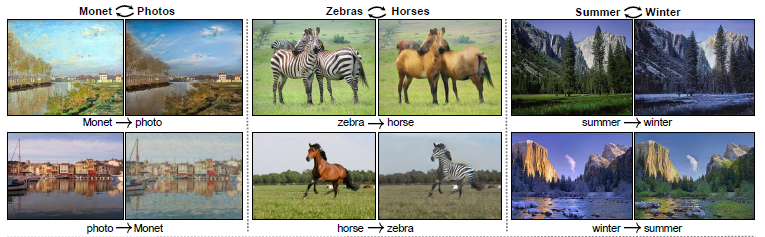 Monet ⟳ Photos
Zebras ⟳ Horses
Summer ⟳ Winter
Monet → photo
zebra → horse
summer → winter
photo → Monet
horse → zebra
winter → summer